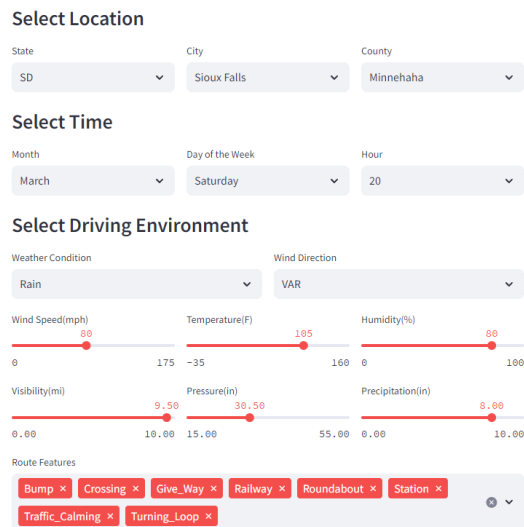 Select Location
State City County
SD Sioux Falls Minnehaha
Select Time
Month Day of the Week Hour
March Saturday 20
Select Driving Environment
Weather Condition Wind Direction
Rain VAR
Wind Speed(mph) Temperature(F) Humidity(%)
80 105 80
0 175 -35 160 0 100
Visibility(mi) Pressure(in) Precipitation(in)
9.50 30.50 8.00
0.00 10.00 15.00 55.00 0.00 10.00
Route Features
Bump × Crossing × Give_Way × Railway × Roundabout × Station ×
Traffic_Calming × Turning_Loop ×